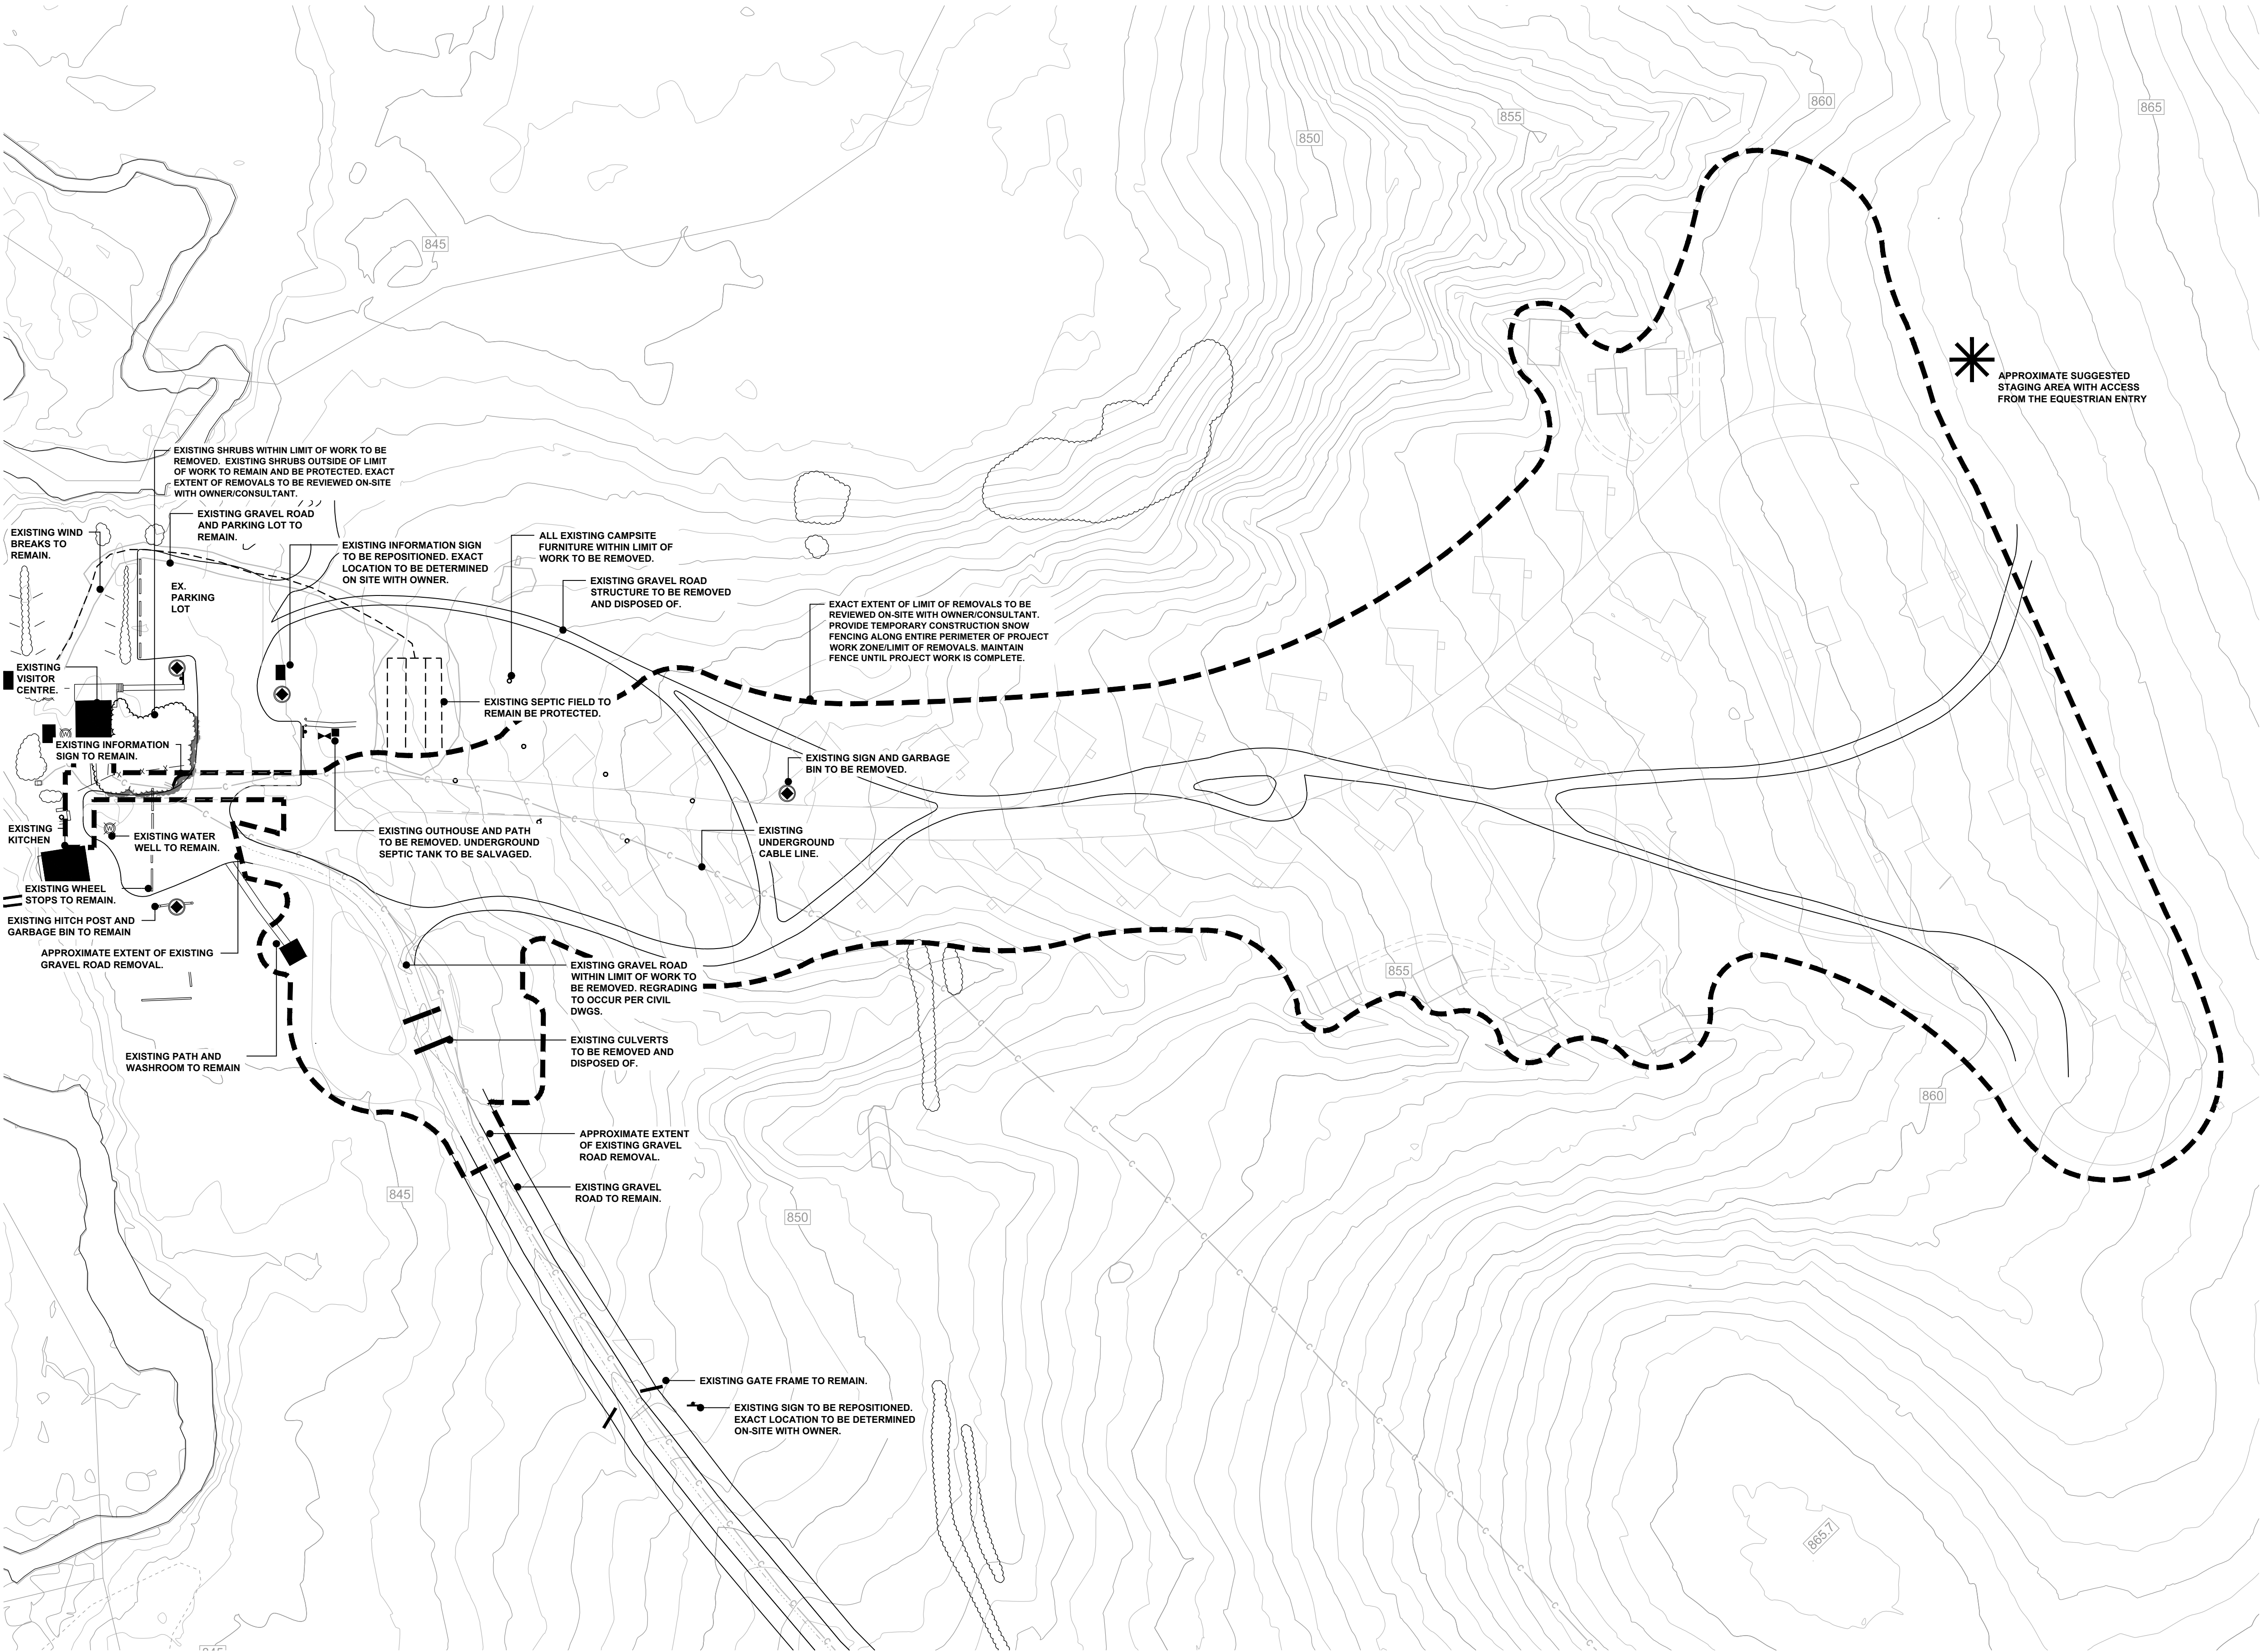 860
865
855
850
845
APPROXIMATE SUGGESTED
STAGING AREA WITH ACCESS
FROM THE EQUESTRIAN ENTRY
EXISTING SHRUBS WITHIN LIMIT OF WORK TO BE
REMOVED. EXISTING SHRUBS OUTSIDE OF LIMIT
OF WORK TO REMAIN AND BE PROTECTED. EXACT
EXTENT OF REMOVALS TO BE REVIEWED ON-SITE
WITH OWNER/CONSULTANT.
EXISTING GRAVEL ROAD
AND PARKING LOT TO
REMAIN.
EXISTING WIND
BREAKS TO
REMAIN.
EX.
PARKING
LOT
EXISTING INFORMATION SIGN
TO BE REPOSITIONED. EXACT
LOCATION TO BE DETERMINED
ON SITE WITH OWNER.
ALL EXISTING CAMPSITE
FURNITURE WITHIN LIMIT OF
WORK TO BE REMOVED.
EXISTING GRAVEL ROAD
STRUCTURE TO BE REMOVED
AND DISPOSED OF.
EXACT EXTENT OF LIMIT OF REMOVALS TO BE
REVIEWED ON-SITE WITH OWNER/CONSULTANT.
PROVIDE TEMPORARY CONSTRUCTION SNOW
FENCING ALONG ENTIRE PERIMETER OF PROJECT
WORK ZONE/LIMIT OF REMOVALS. MAINTAIN
FENCE UNTIL PROJECT WORK IS COMPLETE.
EXISTING
VISITOR
CENTRE.
EXISTING SEPTIC FIELD TO
REMAIN BE PROTECTED.
W
EXISTING INFORMATION
SIGN TO REMAIN.
EXISTING SIGN AND GARBAGE
BIN TO BE REMOVED.
EXISTING
KITCHEN
W
EXISTING WATER
WELL TO REMAIN.
EXISTING OUTHOUSE AND PATH
TO BE REMOVED. UNDERGROUND
SEPTIC TANK TO BE SALVAGED.
EXISTING
UNDERGROUND
CABLE LINE.
EXISTING WHEEL
STOPS TO REMAIN.
EXISTING HITCH POST AND
GARBAGE BIN TO REMAIN
APPROXIMATE EXTENT OF EXISTING
GRAVEL ROAD REMOVAL.
EXISTING GRAVEL ROAD
WITHIN LIMIT OF WORK TO
BE REMOVED. REGRADING
TO OCCUR PER CIVIL
DWGS.
855
EXISTING CULVERTS
TO BE REMOVED AND
DISPOSED OF.
EXISTING PATH AND
WASHROOM TO REMAIN
860
APPROXIMATE EXTENT
OF EXISTING GRAVEL
ROAD REMOVAL.
EXISTING GRAVEL
ROAD TO REMAIN.
845
850
EXISTING GATE FRAME TO REMAIN.
EXISTING SIGN TO BE REPOSITIONED.
EXACT LOCATION TO BE DETERMINED
ON-SITE WITH OWNER.
865.7